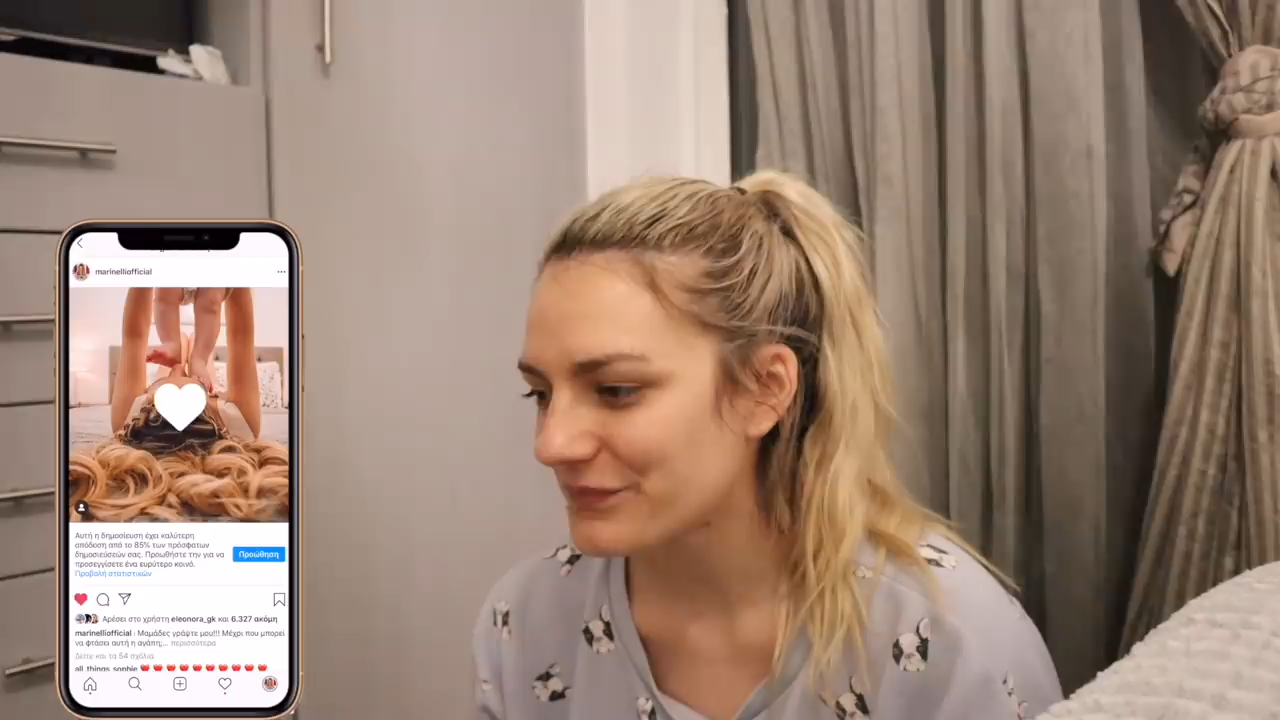 marinelliofficial
Αυτή η δημοσίευση έχει καλύτερη
απόδοση από το 85% των πρόσφατων
δημοσιεύσεών σας. Προωθήστε την για να
προσεγγίσετε ένα ευρύτερο κοινό.
Προώθηση
Προβολή στατιστικών
Αρέσει στο χρήστη eleonora_gk και 6.327 ακόμη
marinelliofficial Μαμάδες γράψτε μου!!! Μέχρι που μπορεί
να φτάσει αυτή η αγάπη;... περισσότερα
Δείτε και τα 54 σχόλια
all_things_sophie